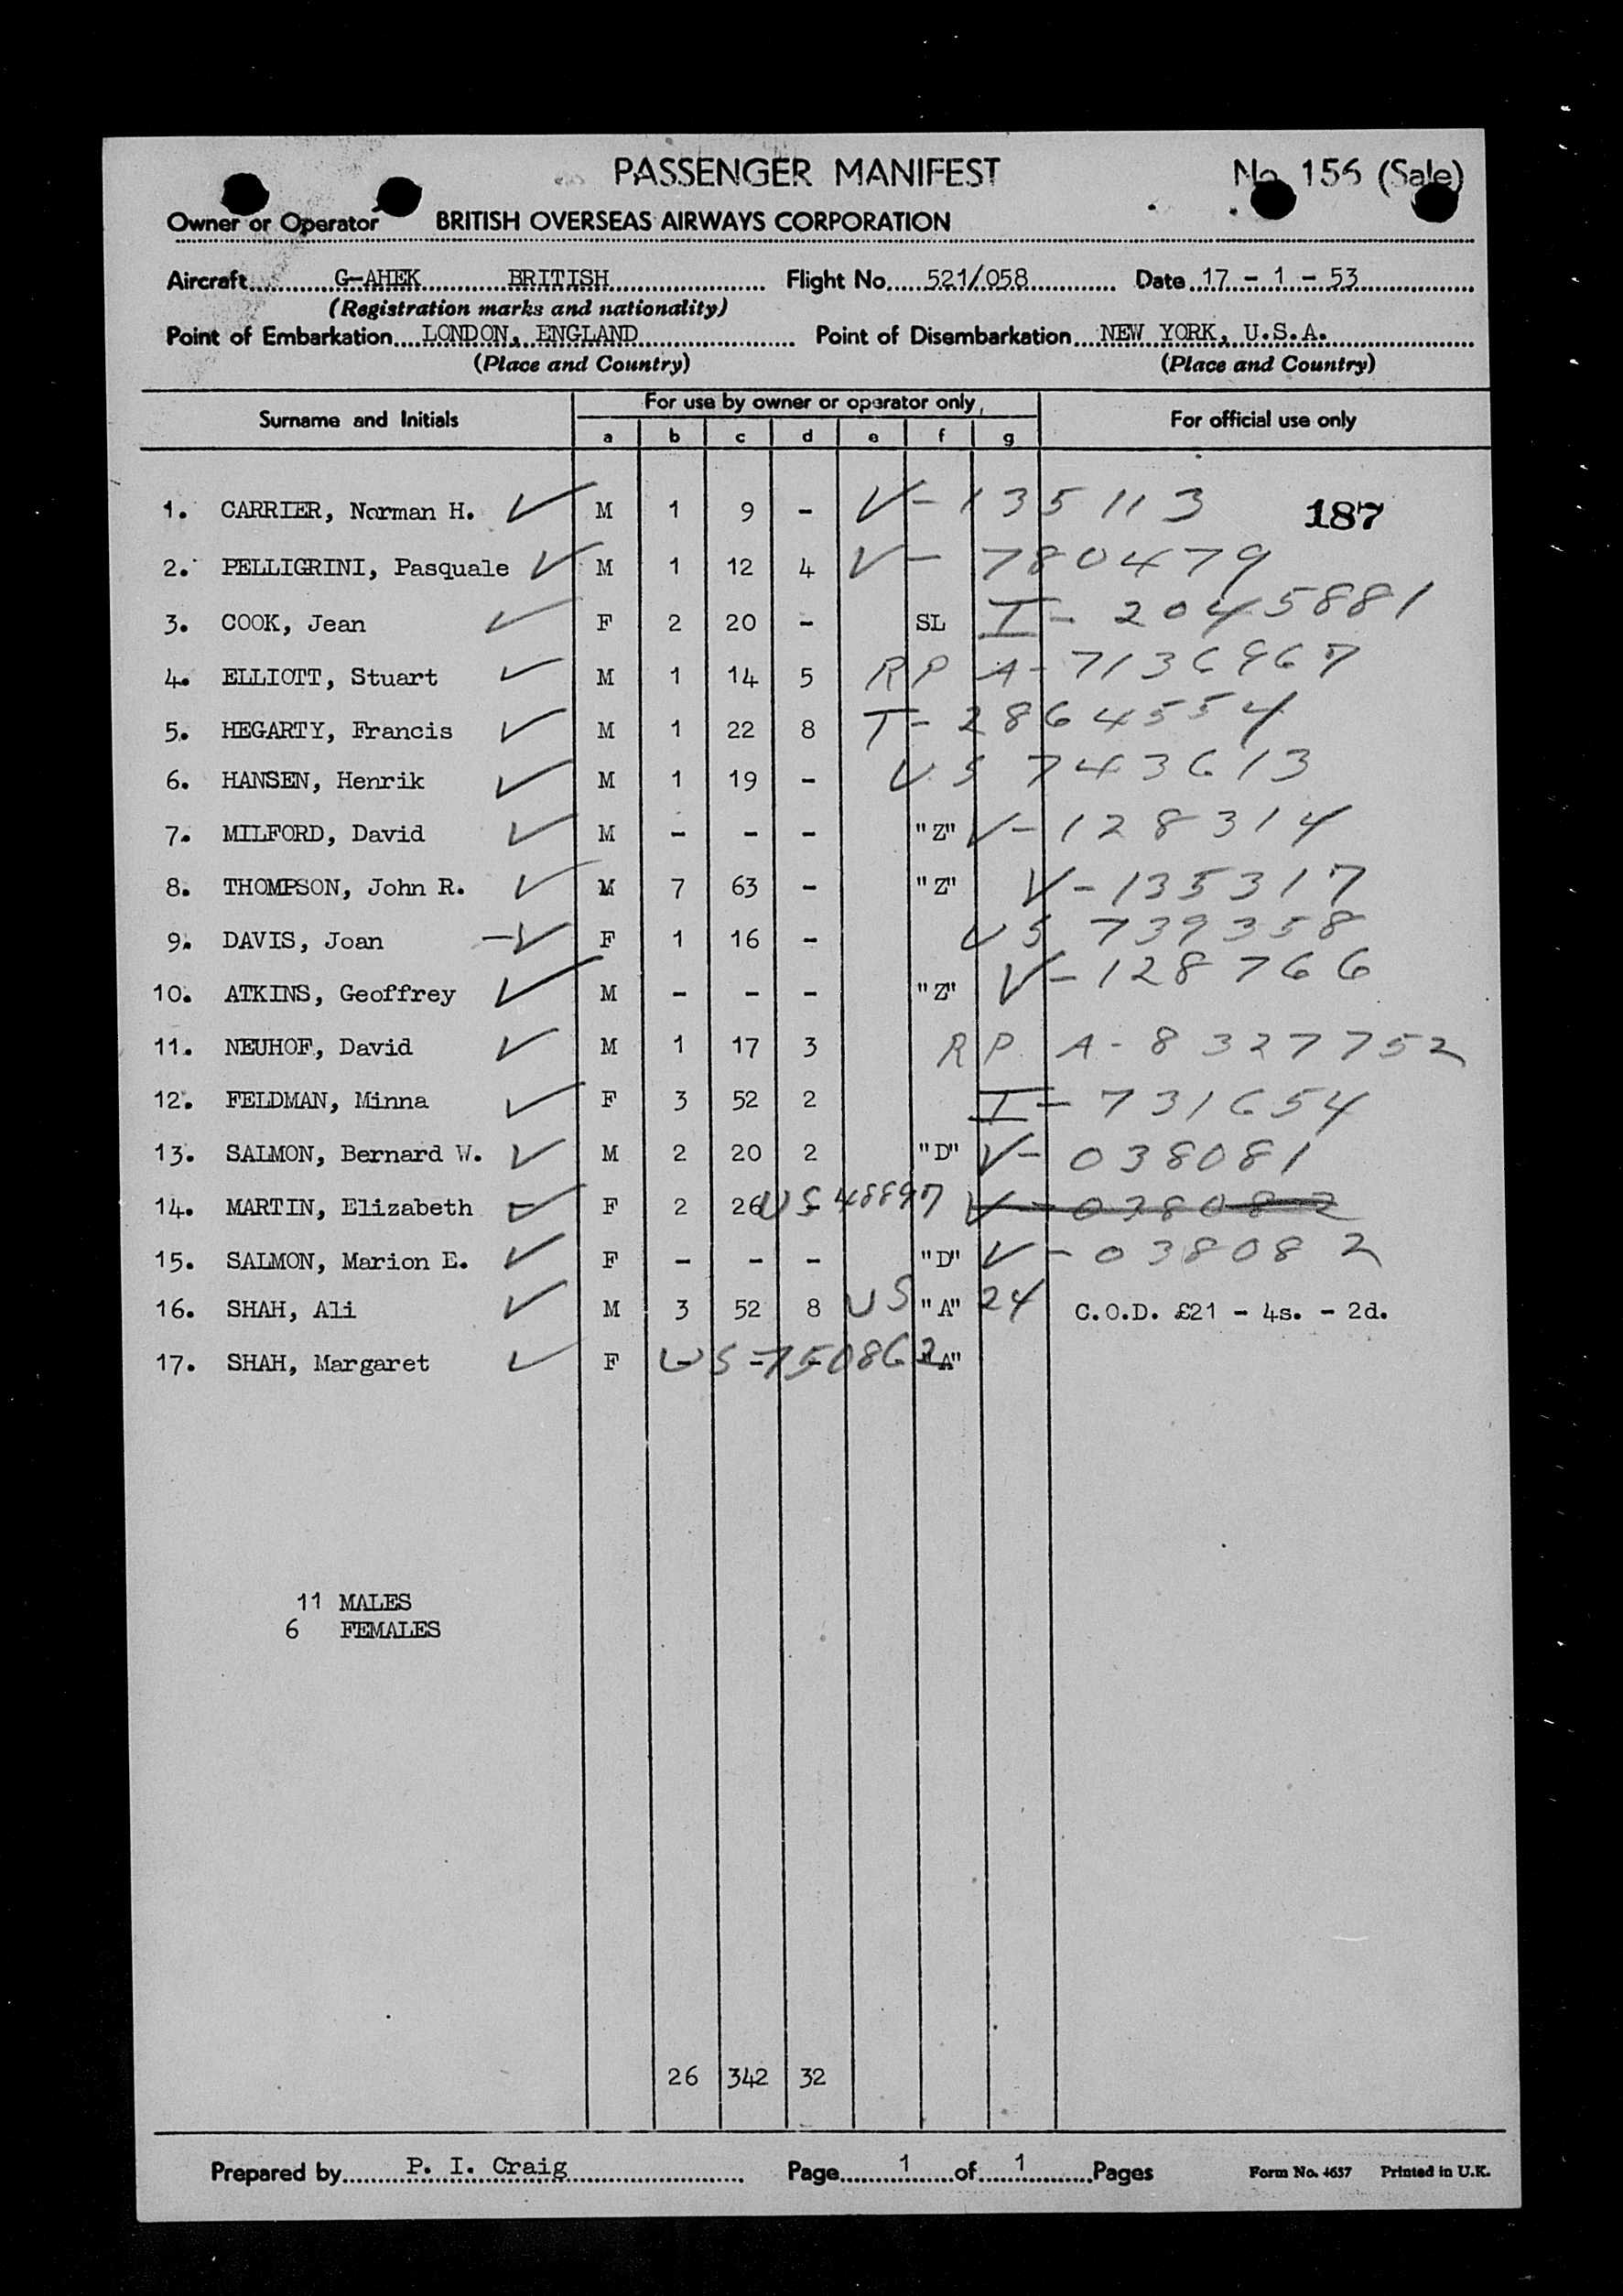 PASSENGER MANIFEST No. 156 (Sale)
Owner or Operator BRITISH OVERSEAS AIRWAYS CORPORATION
Aircraft G-AHEK BRITISH Flight No. 521/058 Date 17 - 1 - 53
(Registration marks and nationality)
Point of Embarkation LONDON, ENGLAND Point of Disembarkation NEW YORK, U.S.A.
(Place and Country) (Place and Country)
Surname and Initials For use by owner or operator only For official use only
a b c d e f g
1. CARRIER, Norman H. M 1 9 - V-135113 187
2. PELLIGRINI, Pasquale M 1 12 4 V- 780479
3. COOK, Jean F 2 20 - SL I- 2045881
4. ELLIOTT, Stuart M 1 14 5 RP A-7136967
5. HEGARTY, Francis M 1 22 8 T-2864554
6. HANSEN, Henrik M 1 19 - US 743613
7. MILFORD, David M - - - "Z" V-128314
8. THOMPSON, John R. M 7 63 - "Z" V-135317
9. DAVIS, Joan F 1 16 - US 739358
10. ATKINS, Geoffrey M - - - "Z" V-128766
11. NEUHOF, David M 1 17 3 RP A-8327752
12. FELDMAN, Minna F 3 52 2 I-731654
13. SALMON, Bernard W. M 2 20 2 "D" V-038081
14. MARTIN, Elizabeth F 2 26 - US 48897 V-038082
15. SALMON, Marion E. F - - - "D" V-038082
16. SHAH, Ali M 3 52 8 US "A" 24 C.O.D. £21 - 4s. - 2d.
17. SHAH, Margaret F - - - US 750862 "A"
11 MALES
6 FEMALES
26 342 32
Prepared by P. I. Craig Page 1 of 1 Pages Form No. 4657 Printed in U.K.